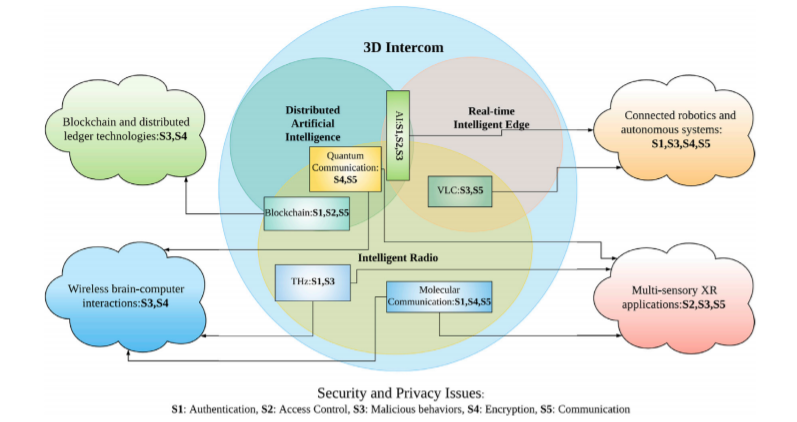 3D Intercom
Distributed
Artificial
Intelligence
Real-time
Intelligent Edge
AI:S1,S2,S3
Blockchain and distributed
ledger technologies:S3,S4
Connected robotics and
autonomous systems:
S1,S3,S4,S5
Quantum
Communication:
S4,S5
VLC:S3,S5
Blockchain:S1,S2,S5
Intelligent Radio
THz:S1,S3
Molecular
Communication:S1,S4,S5
Wireless brain-computer
interactions:S3,S4
Multi-sensory XR
applications:S2,S3,S5
Security and Privacy Issues:
S1: Authentication, S2: Access Control, S3: Malicious behaviors, S4: Encryption, S5: Communication